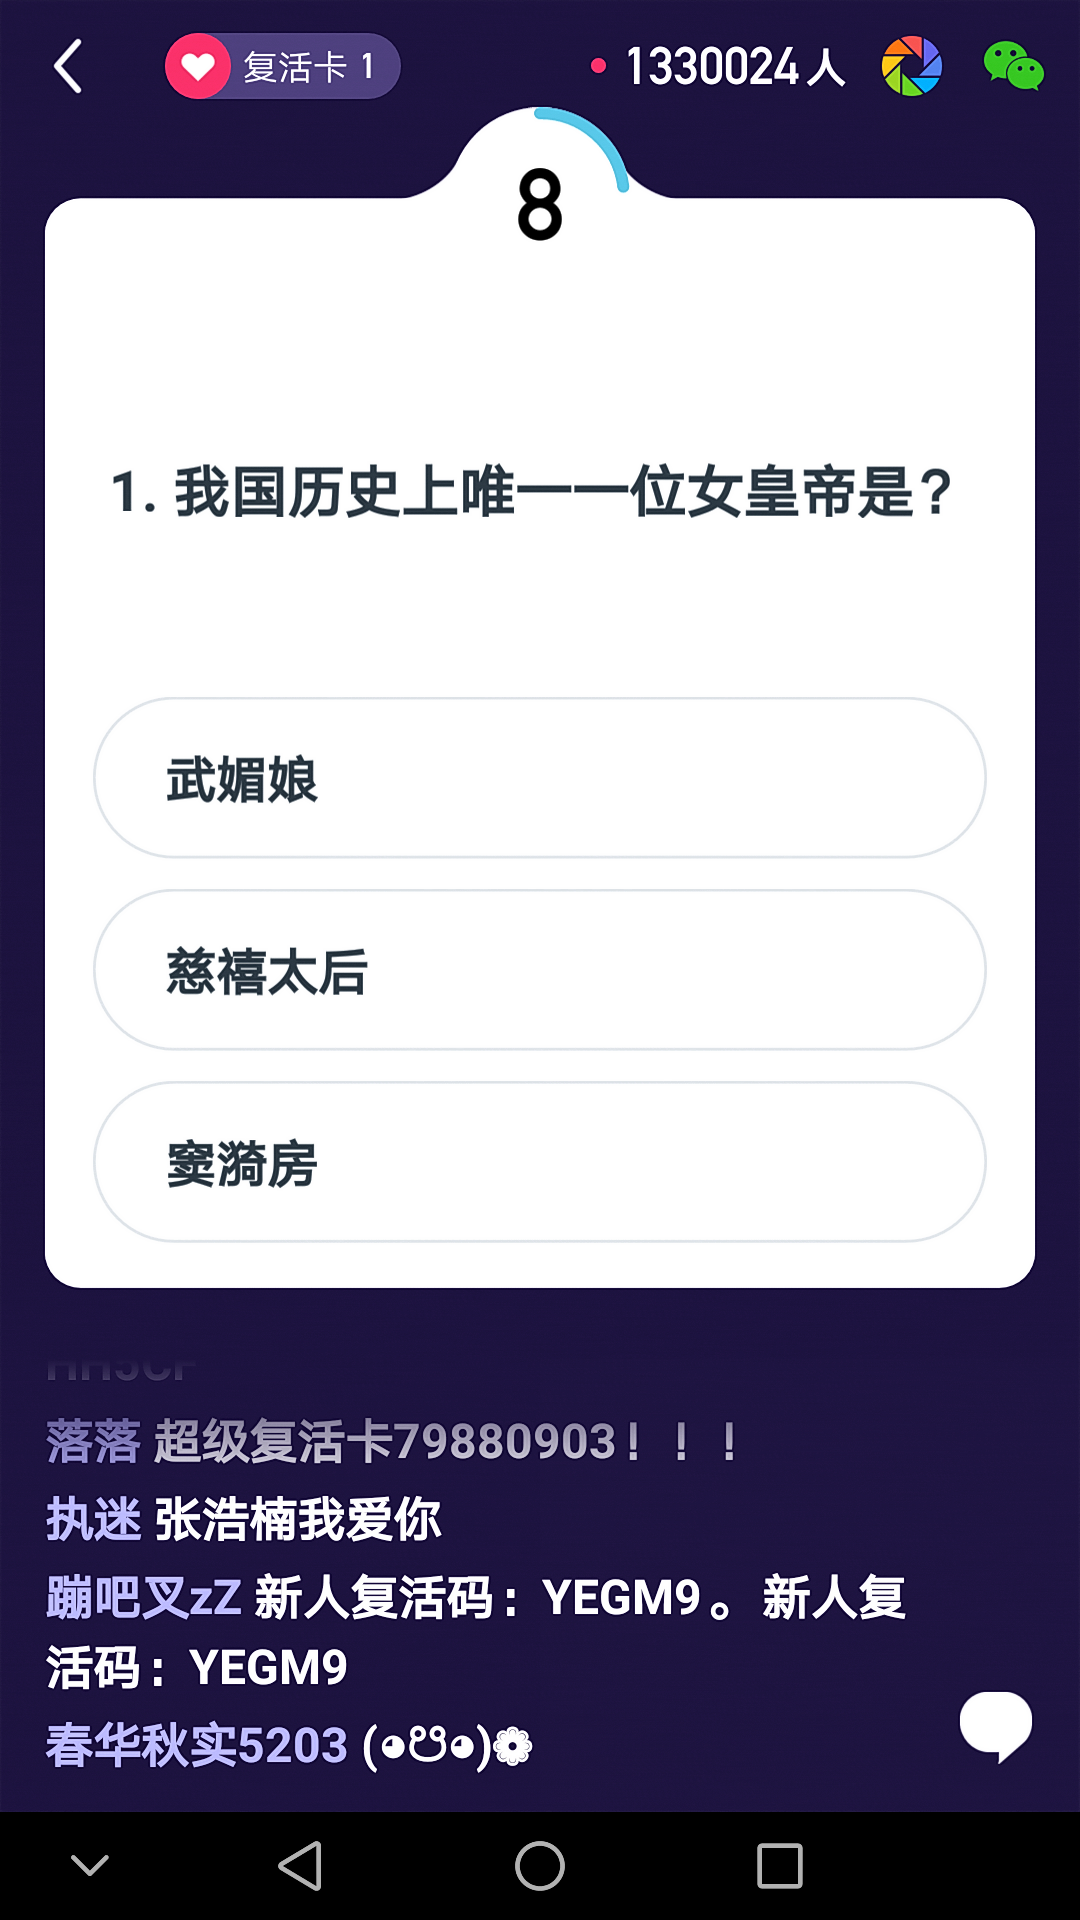 复活卡 1
1330024人
8
1. 我国历史上唯一一位女皇帝是?
武媚娘
慈禧太后
窦漪房
落落 超级复活卡79880903！！！
执迷 张浩楠我爱你
蹦吧叉zZ 新人复活码：YEGM9。新人复
活码：YEGM9
春华秋实5203 (◕ᘮ◕)❁